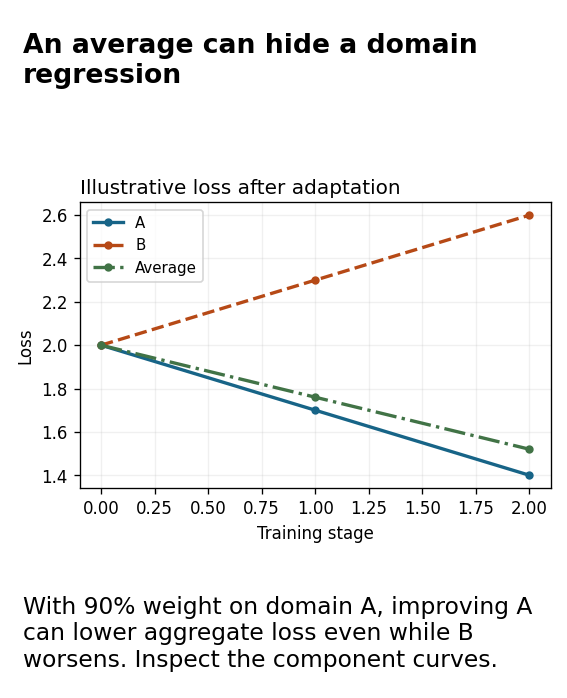 An average can hide a domain
regression
Illustrative loss after adaptation
A
B
Average
Loss
2.6
2.4
2.2
2.0
1.8
1.6
1.4
0.00 0.25 0.50 0.75 1.00 1.25 1.50 1.75 2.00
Training stage
With 90% weight on domain A, improving A
can lower aggregate loss even while B
worsens. Inspect the component curves.